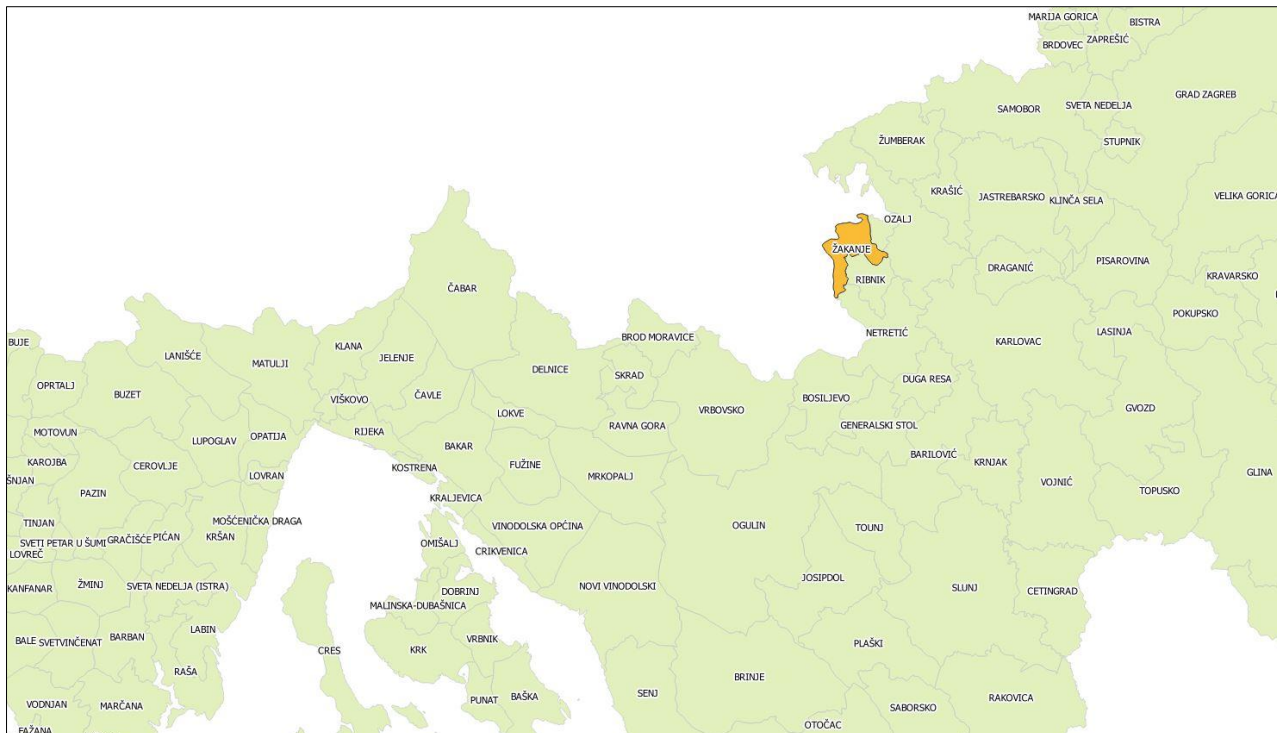 MARIJA GORICA
BISTRA
BRDOVEC
ZAPREŠIĆ
GRAD ZAGREB
SAMOBOR
SVETA NEDELJA
STUPNIK
ŽUMBERAK
KRAŠIĆ
JASTREBARSKO
KLINČA SELA
VELIKA GORICA
OZALJ
ŽAKANJE
RIBNIK
DRAGANIĆ
PISAROVINA
KRAVARSKO
ČABAR
POKUPSKO
BROD MORAVICE
NETRETIĆ
KARLOVAC
LASINJA
BUJE
LANIŠĆE
MATULJI
KLANA
JELENJE
DELNICE
SKRAD
DUGA RESA
OPRTALJ
BUZET
VIŠKOVO
ČAVLE
LOKVE
RAVNA GORA
VRBOVSKO
BOSILJEVO
GVOZD
MOTOVUN
LUPOGLAV
OPATIJA
RIJEKA
BAKAR
GENERALSKI STOL
BARILOVIĆ
KRNJAK
KAROJBA
CEROVLJE
LOVRAN
KOSTRENA
FUŽINE
MRKOPALJ
VOJNIĆ
GLINA
ŠNJAN
PAZIN
KRALJEVICA
TOPUSKO
TINJAN
MOŠĆENIČKA DRAGA
VINODOLSKA OPĆINA
OGULIN
TOUNJ
SVETI PETAR U ŠUMI
GRAČIŠĆE
PIĆAN
KRŠAN
OMIŠALJ
CRIKVENICA
LOVREČ
KANFANAR
ŽMINJ
SVETA NEDELJA (ISTRA)
DOBRINJ
NOVI VINODOLSKI
JOSIPDOL
SLUNJ
CETINGRAD
MALINSKA-DUBAŠNICA
BALE
SVETVINČENAT
BARBAN
LABIN
CRES
KRK
VRBNIK
PLAŠKI
RAŠA
BRINJE
VODNJAN
MARČANA
PUNAT
BAŠKA
SENJ
SABORSKO
RAKOVICA
FAŽANA
OTOČAC